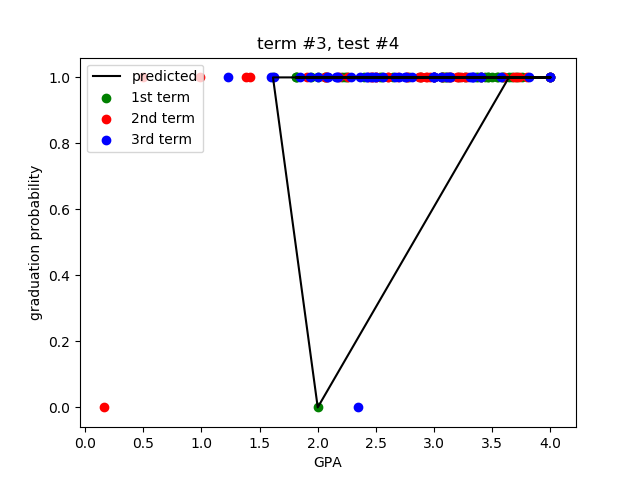 term #3, test #4
predicted
1st term
2nd term
3rd term
graduation probability
1.0
0.8
0.6
0.4
0.2
0.0
0.0 0.5 1.0 1.5 2.0 2.5 3.0 3.5 4.0
GPA